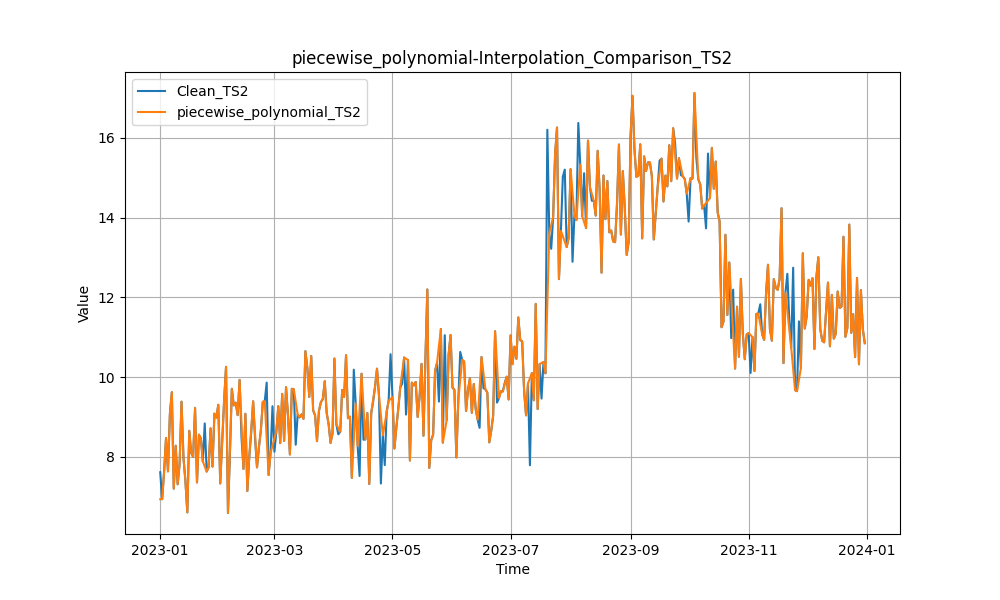 piecewise_polynomial-Interpolation_Comparison_TS2
Clean_TS2
piecewise_polynomial_TS2
16
14
12
10
8
Value
2023-01 2023-03 2023-05 2023-07 2023-09 2023-11 2024-01
Time